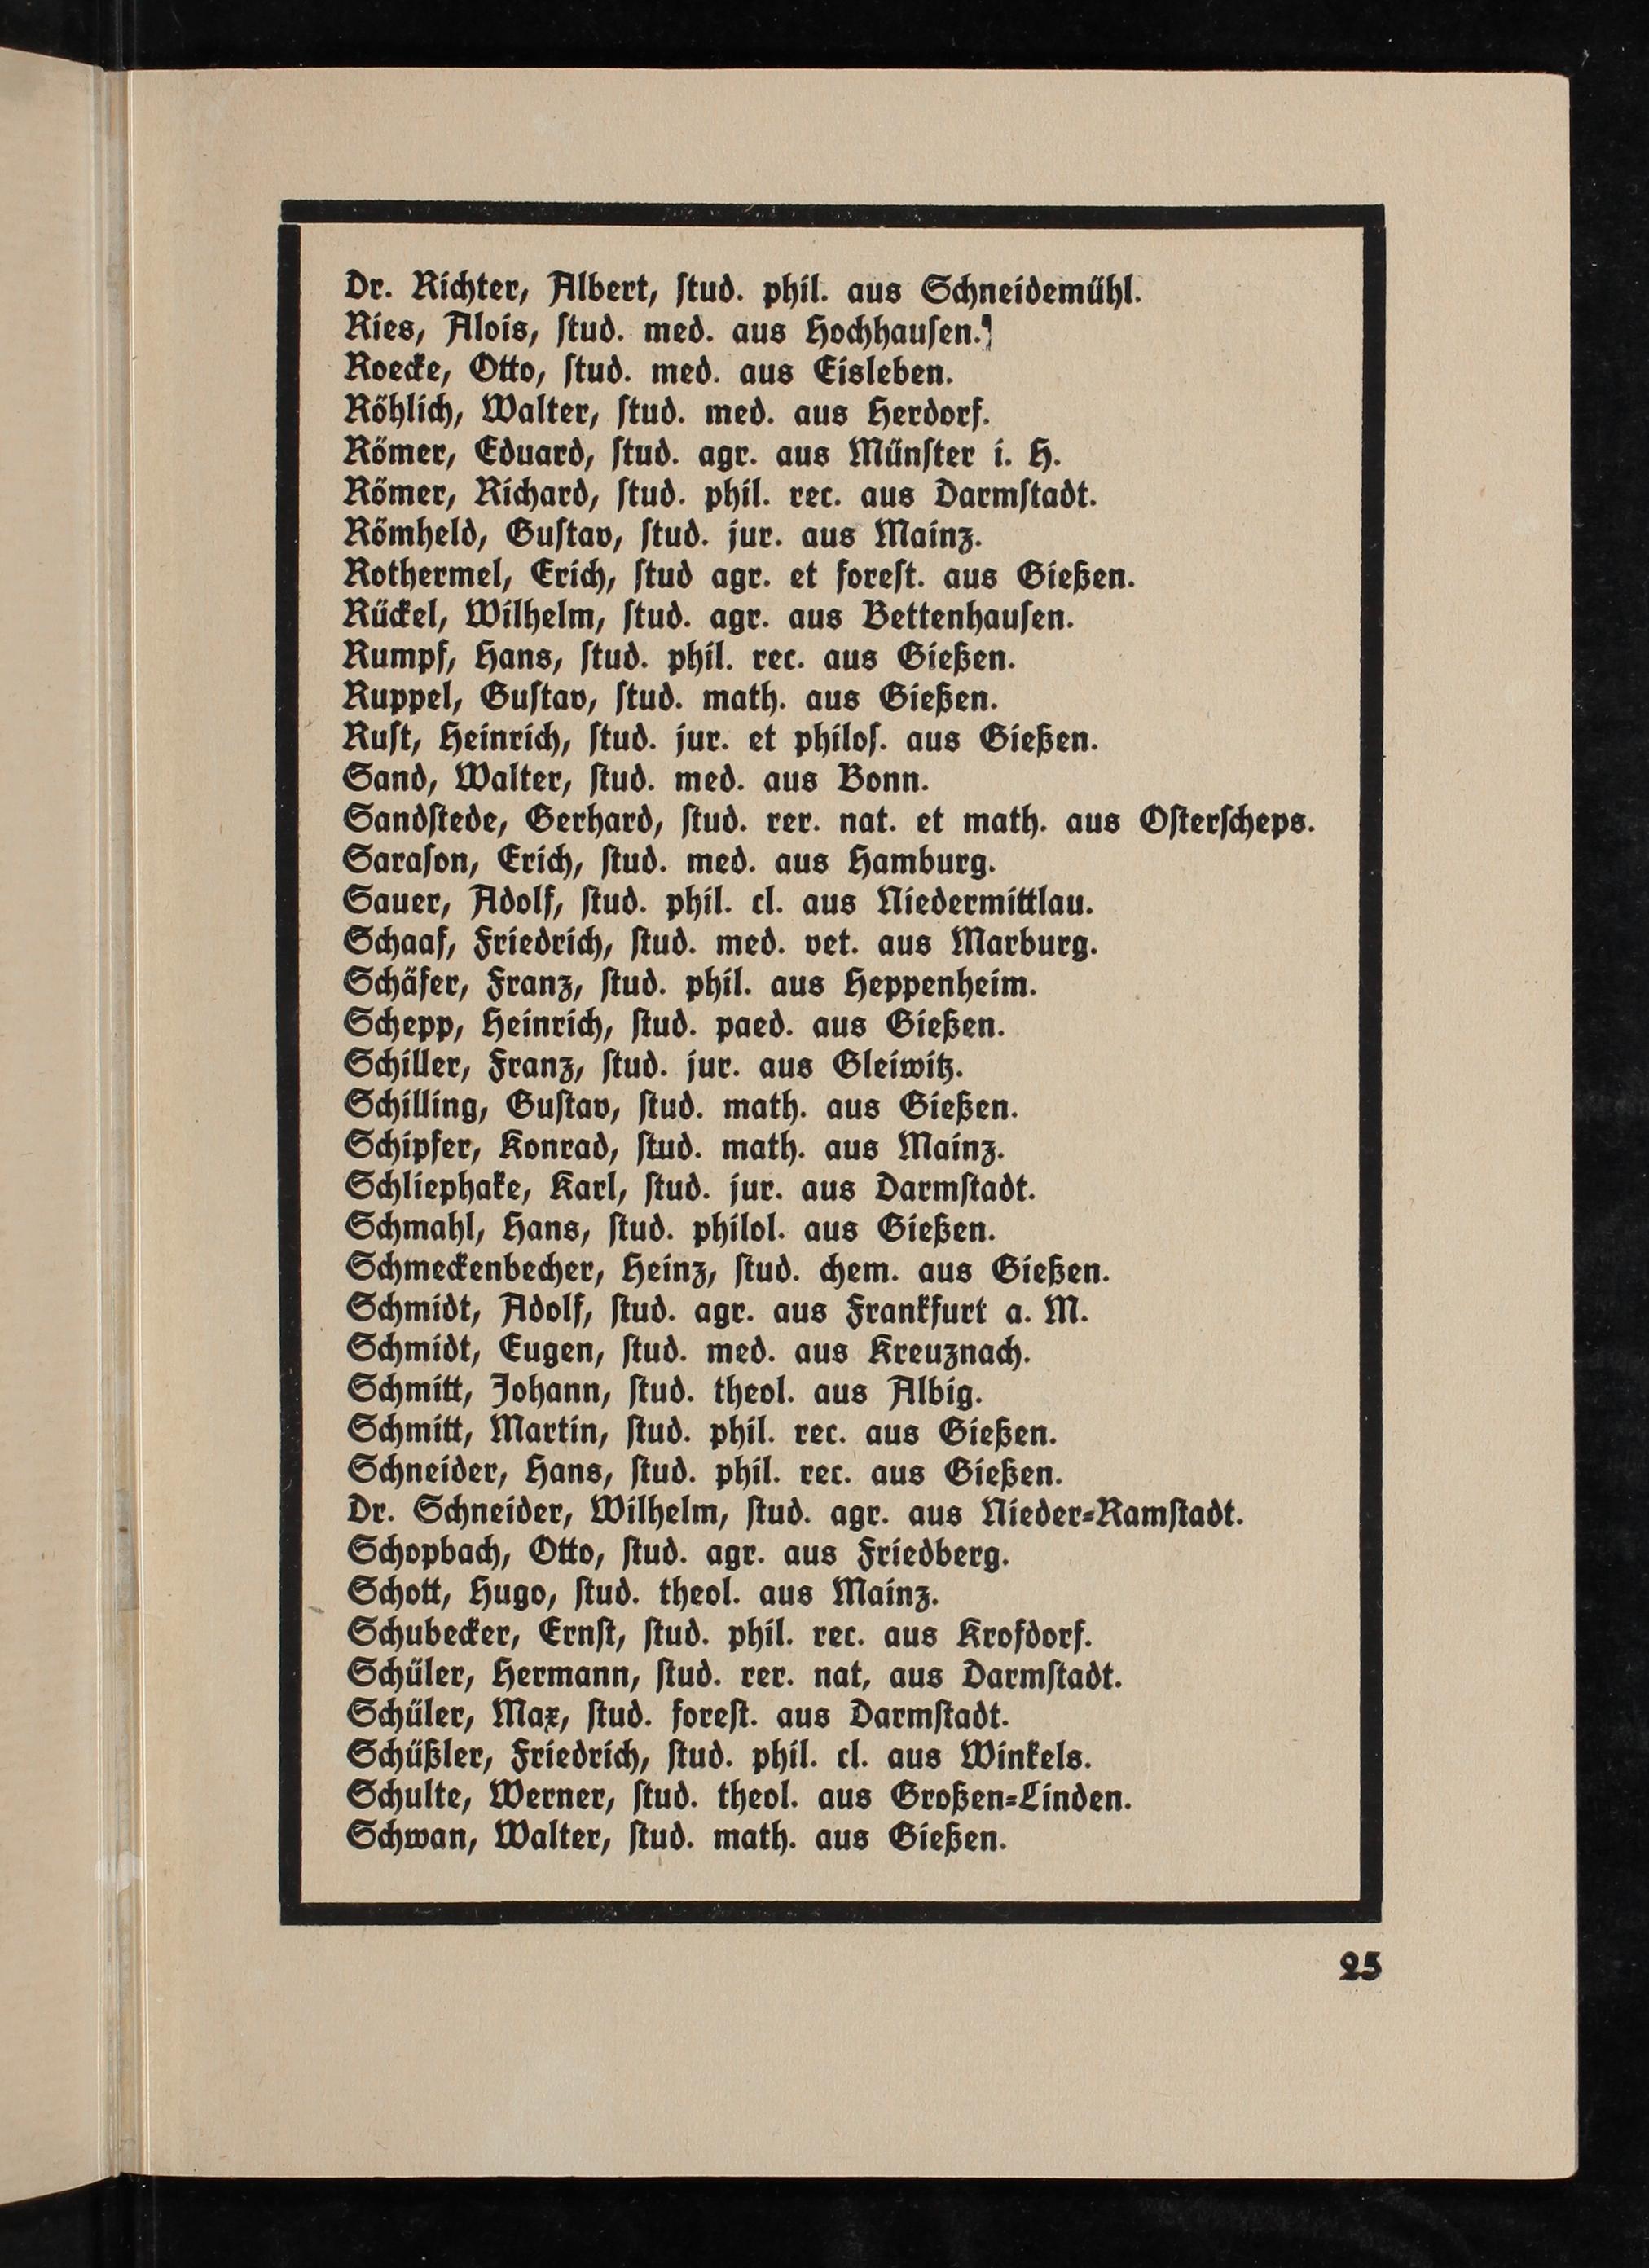 Dr. Richter, Albert, ſtud. phil. aus Schneidemühl.
Ries, Alois, ſtud. med. aus Hochhauſen.
Roecke, Otto, ſtud. med. aus Eisleben.
Röhlich, Walter, ſtud. med. aus Herdorf.
Römer, Eduard, ſtud. agr. aus Münſter i. H.
Römer, Richard, ſtud. phil. rec. aus Darmſtadt.
Römheld, Guſtav, ſtud. jur. aus Mainz.
Rothermel, Erich, ſtud agr. et foreſt. aus Gießen.
Rückel, Wilhelm, ſtud. agr. aus Bettenhauſen.
Rumpf, Hans, ſtud. phil. rec. aus Gießen.
Ruppel, Guſtav, ſtud. math. aus Gießen.
Ruſt, Heinrich, ſtud. jur. et philoſ. aus Gießen.
Sand, Walter, ſtud. med. aus Bonn.
Sandſtede, Gerhard, ſtud. rer. nat. et math. aus Oſterſcheps.
Saraſon, Erich, ſtud. med. aus Hamburg.
Sauer, Adolf, ſtud. phil. cl. aus Niedermittlau.
Schaaf, Friedrich, ſtud. med. vet. aus Marburg.
Schäfer, Franz, ſtud. phil. aus Heppenheim.
Schepp, Heinrich, ſtud. paed. aus Gießen.
Schiller, Franz, ſtud. jur. aus Gleiwitz.
Schilling, Guſtav, ſtud. math. aus Gießen.
Schipfer, Konrad, ſtud. math. aus Mainz.
Schliephake, Karl, ſtud. jur. aus Darmſtadt.
Schmahl, Hans, ſtud. philol. aus Gießen.
Schmeckenbecher, Heinz, ſtud. chem. aus Gießen.
Schmidt, Adolf, ſtud. agr. aus Frankfurt a. M.
Schmidt, Eugen, ſtud. med. aus Kreuznach.
Schmitt, Johann, ſtud. theol. aus Albig.
Schmitt, Martin, ſtud. phil. rec. aus Gießen.
Schneider, Hans, ſtud. phil. rec. aus Gießen.
Dr. Schneider, Wilhelm, ſtud. agr. aus Nieder-Ramſtadt.
Schopbach, Otto, ſtud. agr. aus Friedberg.
Schott, Hugo, ſtud. theol. aus Mainz.
Schubecker, Ernſt, ſtud. phil. rec. aus Krofdorf.
Schüler, Hermann, ſtud. rer. nat, aus Darmſtadt.
Schüler, Max, ſtud. foreſt. aus Darmſtadt.
Schüßler, Friedrich, ſtud. phil. cl. aus Winkels.
Schulte, Werner, ſtud. theol. aus Großen-Linden.
Schwan, Walter, ſtud. math. aus Gießen.
25